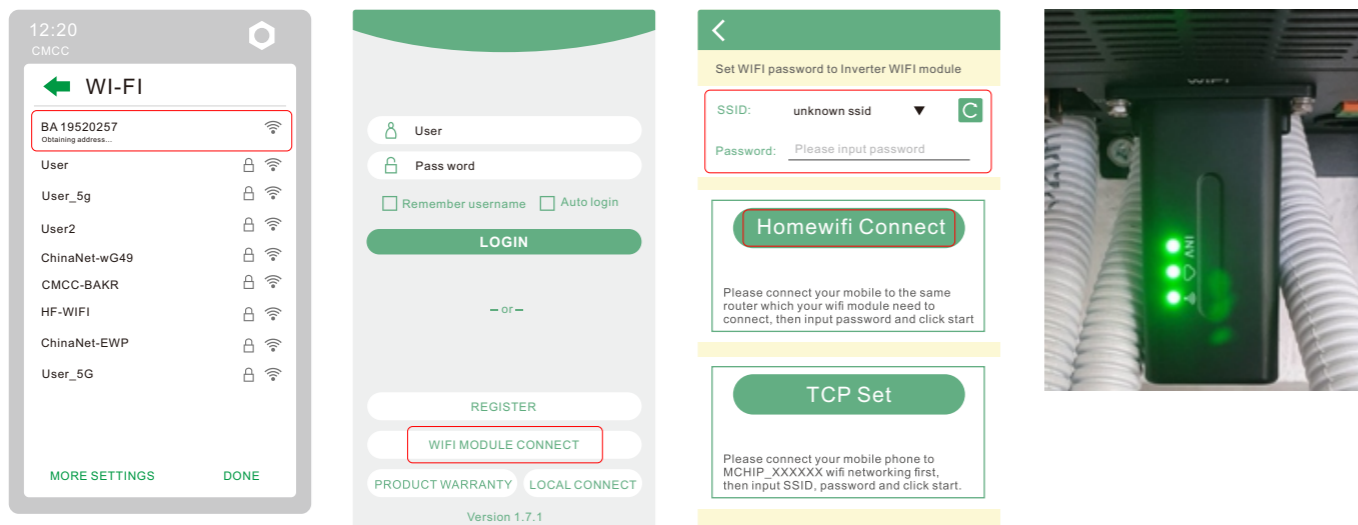 12:20
CMCC
WI-FI
BA 19520257
Obtaining address...
User
User_5g
User2
ChinaNet-wG49
CMCC-BAKR
HF-WIFI
ChinaNet-EWP
User_5G
MORE SETTINGS
DONE
User
Pass word
Remember username
Auto login
LOGIN
– or –
REGISTER
WIFI MODULE CONNECT
PRODUCT WARRANTY
LOCAL CONNECT
Version 1.7.1
Set WIFI password to Inverter WIFI module
SSID:
unknown ssid
Password:
Please input password
Homewifi Connect
Please connect your mobile to the same
router which your wifi module need to
connect, then input password and click start
TCP Set
Please connect your mobile phone to
MCHIP_XXXXXX wifi networking first,
then input SSID, password and click start.
WIFI
INV